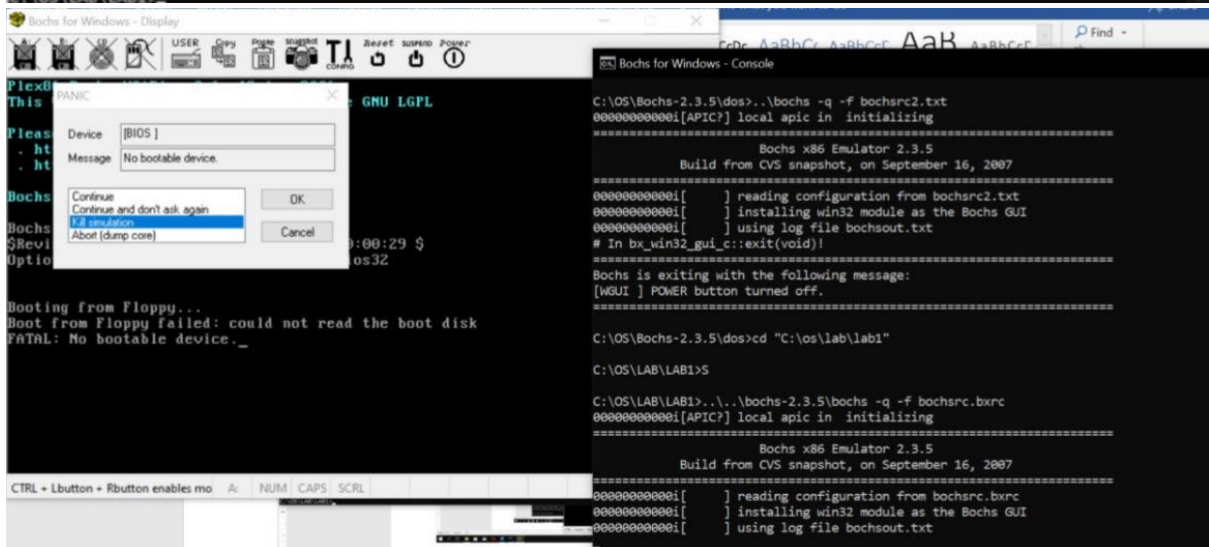 Bochs for Windows - Display
USER Copy Paste snapshot CONFIG Reset suspend Power
This GNU LGPL
. ht
. ht
Bochs
Bochs
$Revi :00:29 $
Optio os32
Booting from Floppy...
Boot from Floppy failed: could not read the boot disk
FATAL: No bootable device._
PANIC
Device [BIOS ]
Message No bootable device.
Continue
Continue and don't ask again
Kill simulation
Abort (dump core)
OK
Cancel
CTRL + Lbutton + Rbutton enables mo A: NUM CAPS SCRL
Find
Bochs for Windows - Console
C:\OS\Bochs-2.3.5\dos>..\bochs -q -f bochsrc2.txt
00000000000i[APIC?] local apic in initializing
========================================================================
Bochs x86 Emulator 2.3.5
Build from CVS snapshot, on September 16, 2007
========================================================================
00000000000i[ ] reading configuration from bochsrc2.txt
00000000000i[ ] installing win32 module as the Bochs GUI
00000000000i[ ] using log file bochsout.txt
# In bx_win32_gui_c::exit(void)!
========================================================================
Bochs is exiting with the following message:
[WGUI ] POWER button turned off.
========================================================================
C:\OS\Bochs-2.3.5\dos>cd "C:\os\lab\lab1"
C:\OS\LAB\LAB1>S
C:\OS\LAB\LAB1>..\..\bochs-2.3.5\bochs -q -f bochsrc.bxrc
00000000000i[APIC?] local apic in initializing
========================================================================
Bochs x86 Emulator 2.3.5
Build from CVS snapshot, on September 16, 2007
========================================================================
00000000000i[ ] reading configuration from bochsrc.bxrc
00000000000i[ ] installing win32 module as the Bochs GUI
00000000000i[ ] using log file bochsout.txt